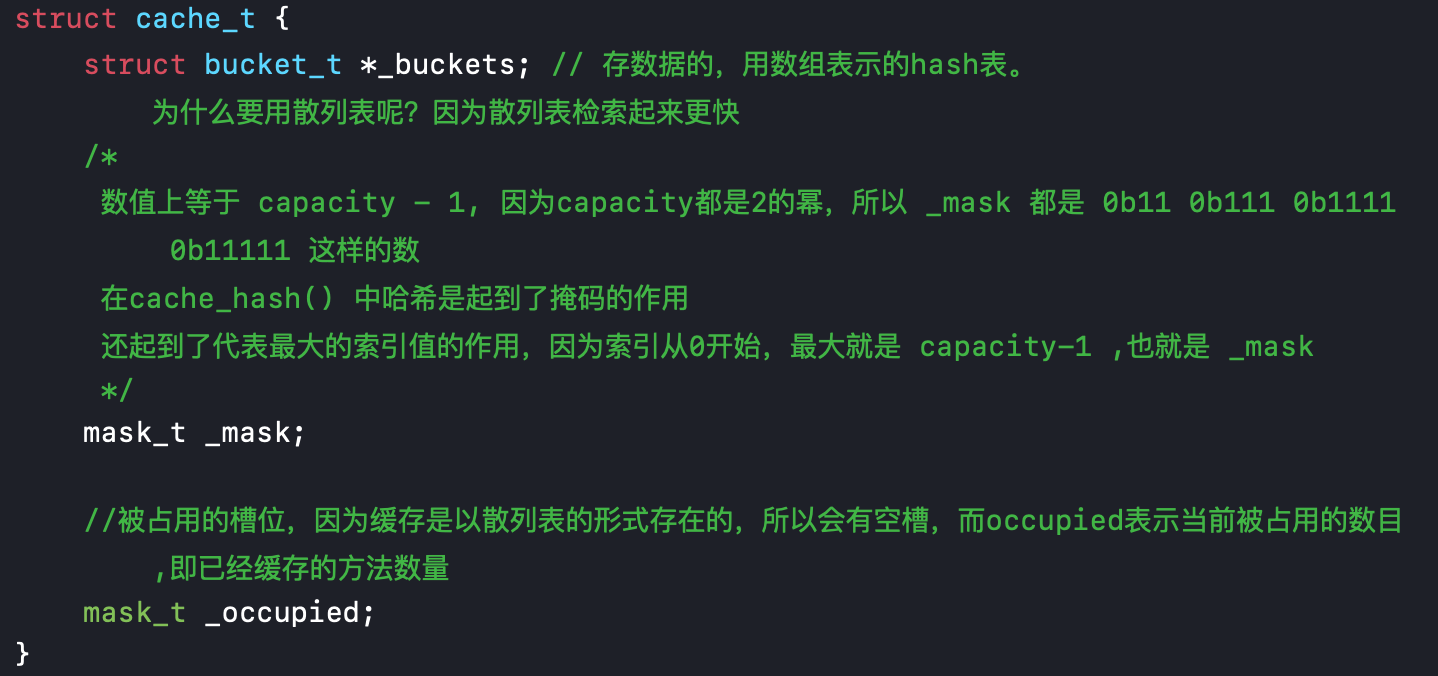 struct cache_t {
struct bucket_t *_buckets; // 存数据的，用数组表示的hash表。
为什么要用散列表呢？因为散列表检索起来更快
/*
数值上等于 capacity - 1, 因为capacity都是2的幂，所以 _mask 都是 0b11 0b111 0b1111
0b11111 这样的数
在cache_hash() 中哈希是起到了掩码的作用
还起到了代表最大的索引值的作用，因为索引从0开始，最大就是 capacity-1 ,也就是 _mask
*/
mask_t _mask;
//被占用的槽位，因为缓存是以散列表的形式存在的，所以会有空槽，而occupied表示当前被占用的数目
,即已经缓存的方法数量
mask_t _occupied;
}